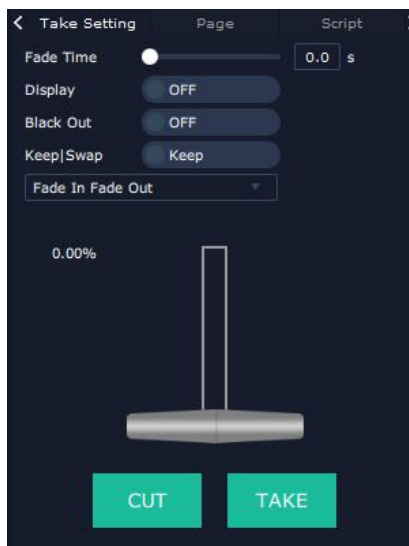 Take Setting Page Script
Fade Time 0.0 s
Display OFF
Black Out OFF
Keep|Swap Keep
Fade In Fade Out
0.00%
CUT TAKE